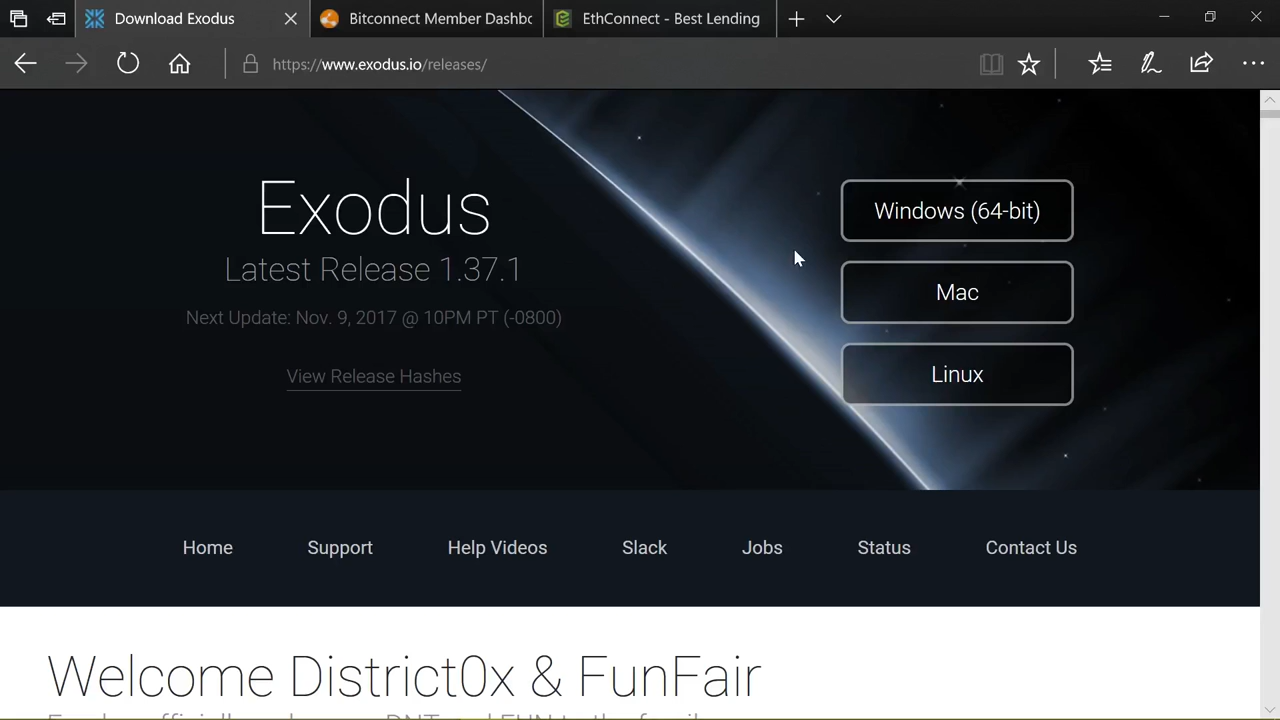 Download Exodus
Bitconnect Member Dashbo
EthConnect - Best Lending
https://www.exodus.io/releases/
Exodus
Latest Release 1.37.1
Next Update: Nov. 9, 2017 @ 10PM PT (-0800)
View Release Hashes
Windows (64-bit)
Mac
Linux
Home Support Help Videos Slack Jobs Status Contact Us
Welcome District0x & FunFair